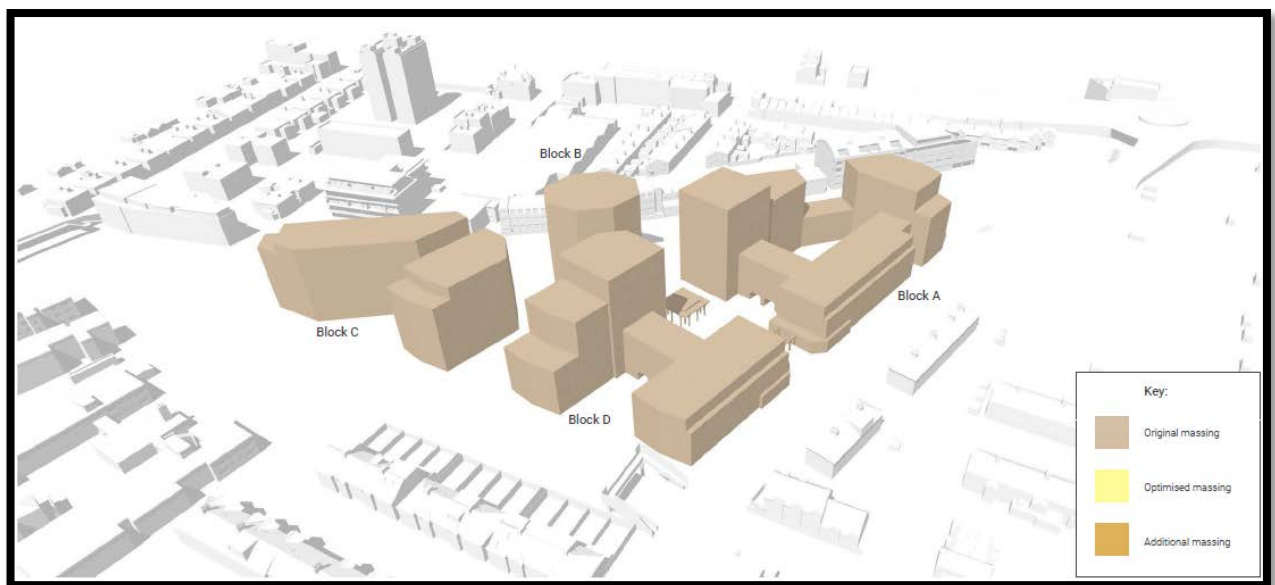 Block B
Block A
Block C
Block D
Key:
Original massing
Optimised massing
Additional massing